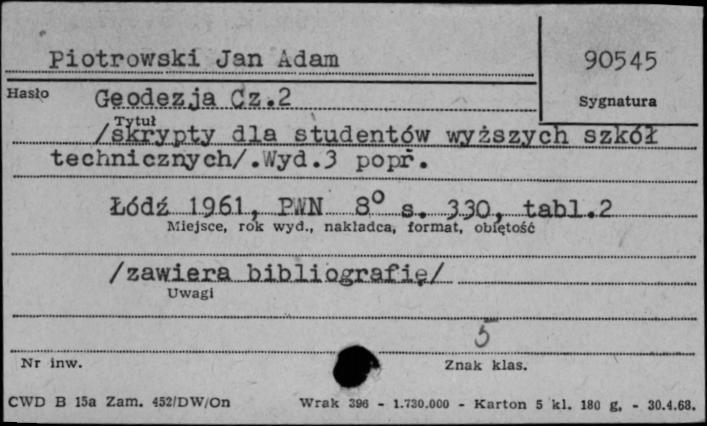 Piotrowski Jan Adam
90545
Hasło
Sygnatura
Geodezja Cz.2
Tytuł
/skrypty dla studentów wyższych szkół
technicznych/.Wyd.3 popr.
Łódź 1961, PWN 8° s. 330, tabl.2
Miejsce, rok wyd., nakładca, format, objętość
/zawiera bibliografię/
Uwagi
5
Nr inw.
Znak klas.
CWD B 15a Zam. 452/DW/On
Wrak 396 - 1.730.000 - Karton 5 kl. 180 g. - 30.4.68.